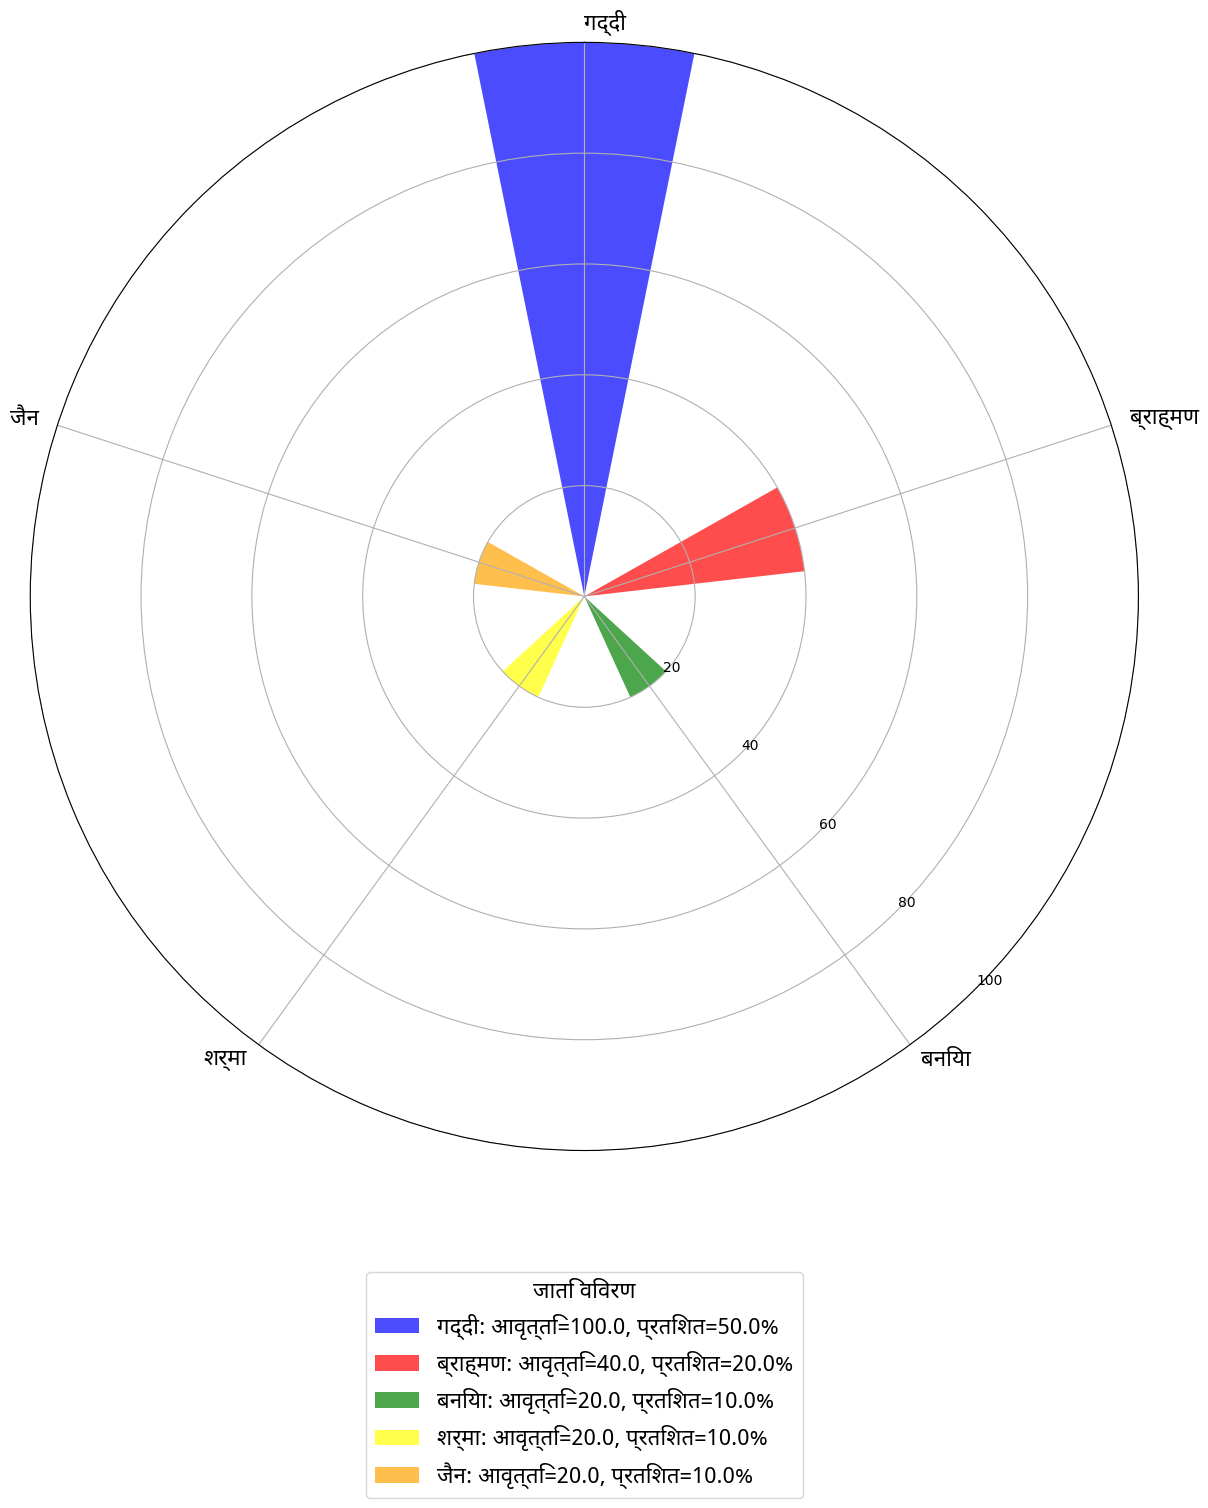 गद्दी
जैन
ब्राह्मण
20
40
60
80
100
शर्मा
बनिया
जाति विवरण
गद्दी: आवृत्ति=100.0, प्रतिशत=50.0%
ब्राह्मण: आवृत्ति=40.0, प्रतिशत=20.0%
बनिया: आवृत्ति=20.0, प्रतिशत=10.0%
शर्मा: आवृत्ति=20.0, प्रतिशत=10.0%
जैन: आवृत्ति=20.0, प्रतिशत=10.0%